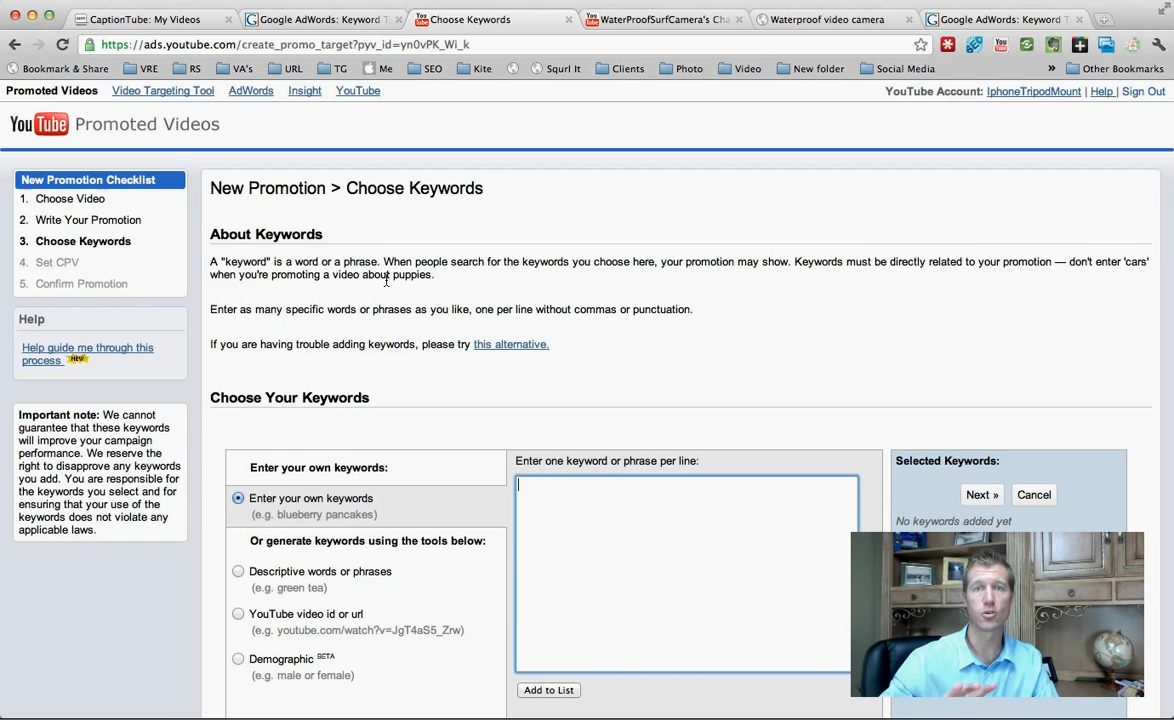 CaptionTube: My Videos
Google AdWords: Keyword T
Choose Keywords
WaterProofSurfCamera's Cha
Waterproof video camera
Google AdWords: Keyword T
https://ads.youtube.com/create_promo_target?pyv_id=yn0vPK_Wi_k
Bookmark & Share VRE RS VA's URL TG Me SEO Kite Squrl It Clients Photo Video New folder Social Media » Other Bookmarks
Promoted Videos Video Targeting Tool AdWords Insight YouTube
YouTube Account: IphoneTripodMount | Help | Sign Out
YouTube Promoted Videos
New Promotion Checklist
1. Choose Video
2. Write Your Promotion
3. Choose Keywords
4. Set CPV
5. Confirm Promotion
Help
Help guide me through this
process NEW
Important note: We cannot
guarantee that these keywords
will improve your campaign
performance. We reserve the
right to disapprove any keywords
you add. You are responsible for
the keywords you select and for
ensuring that your use of the
keywords does not violate any
applicable laws.
New Promotion > Choose Keywords
About Keywords
A "keyword" is a word or a phrase. When people search for the keywords you choose here, your promotion may show. Keywords must be directly related to your promotion — don't enter 'cars'
when you're promoting a video about puppies.
Enter as many specific words or phrases as you like, one per line without commas or punctuation.
If you are having trouble adding keywords, please try this alternative.
Choose Your Keywords
Enter your own keywords:
Enter your own keywords
(e.g. blueberry pancakes)
Or generate keywords using the tools below:
Descriptive words or phrases
(e.g. green tea)
YouTube video id or url
(e.g. youtube.com/watch?v=JgT4aS5_Zrw)
Demographic BETA
(e.g. male or female)
Enter one keyword or phrase per line:
Add to List
Selected Keywords:
Next »
Cancel
No keywords added yet